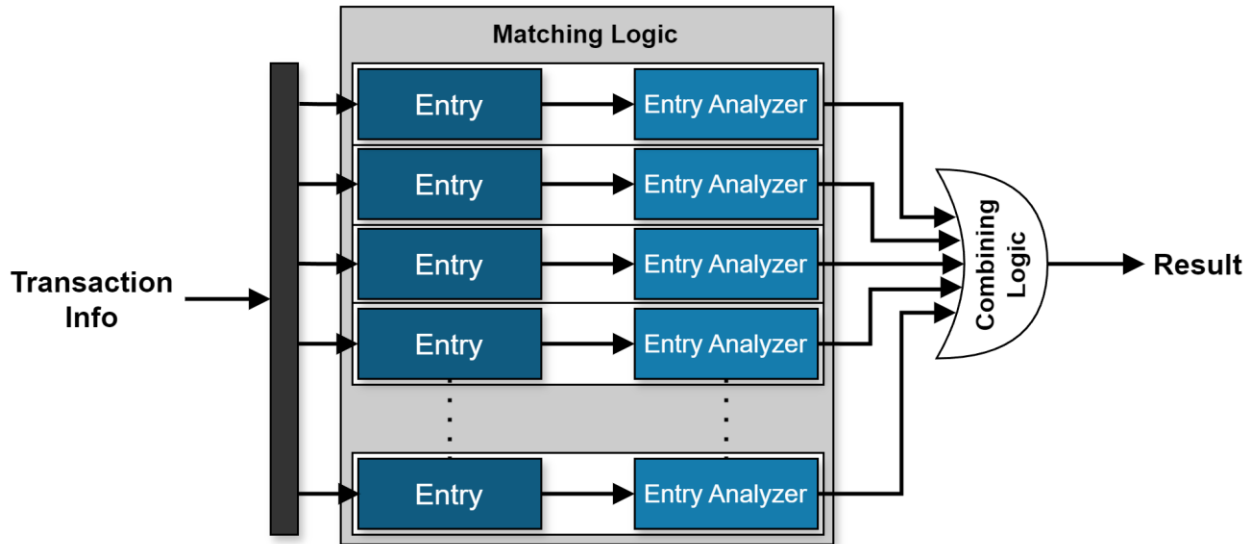 Matching Logic
Entry
Entry Analyzer
Entry
Entry Analyzer
Entry
Entry Analyzer
Entry
Entry Analyzer
Entry
Entry Analyzer
Transaction
Info
Combining
Logic
Result